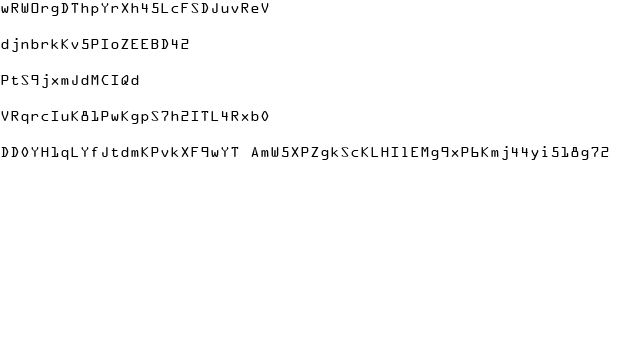 wRWOrgDThpYrXh45LcFSDJuvReV
djnbrkKv5PIoZEEBD42
PtS9jxmJdMCIQd
VRqrcIuK81PwKgpS7h2ITL4Rxb0
DD0YH1qLYfJtdmKPvkXF9wYT AmW5XPZgkScKLHI1EMg9xP6Kmj44yi518g72